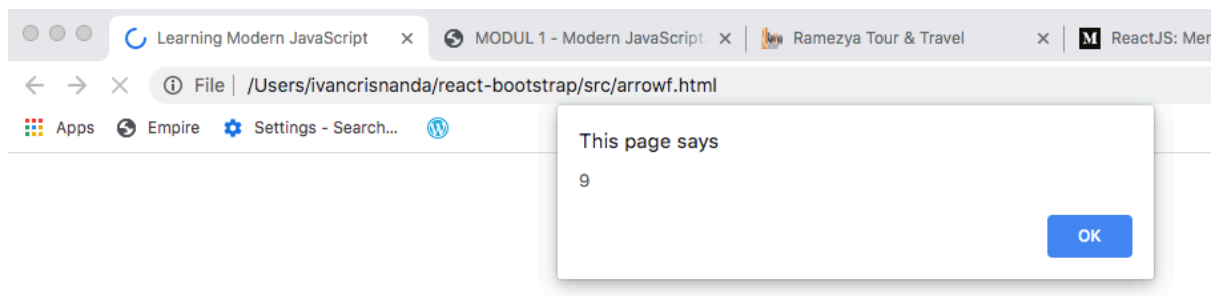 Learning Modern JavaScript
MODUL 1 - Modern JavaScript.
Ramezya Tour & Travel
ReactJS: Mer
File
/Users/ivancrisnanda/react-bootstrap/src/arrowf.html
Apps
Empire
Settings - Search...
This page says
9
OK